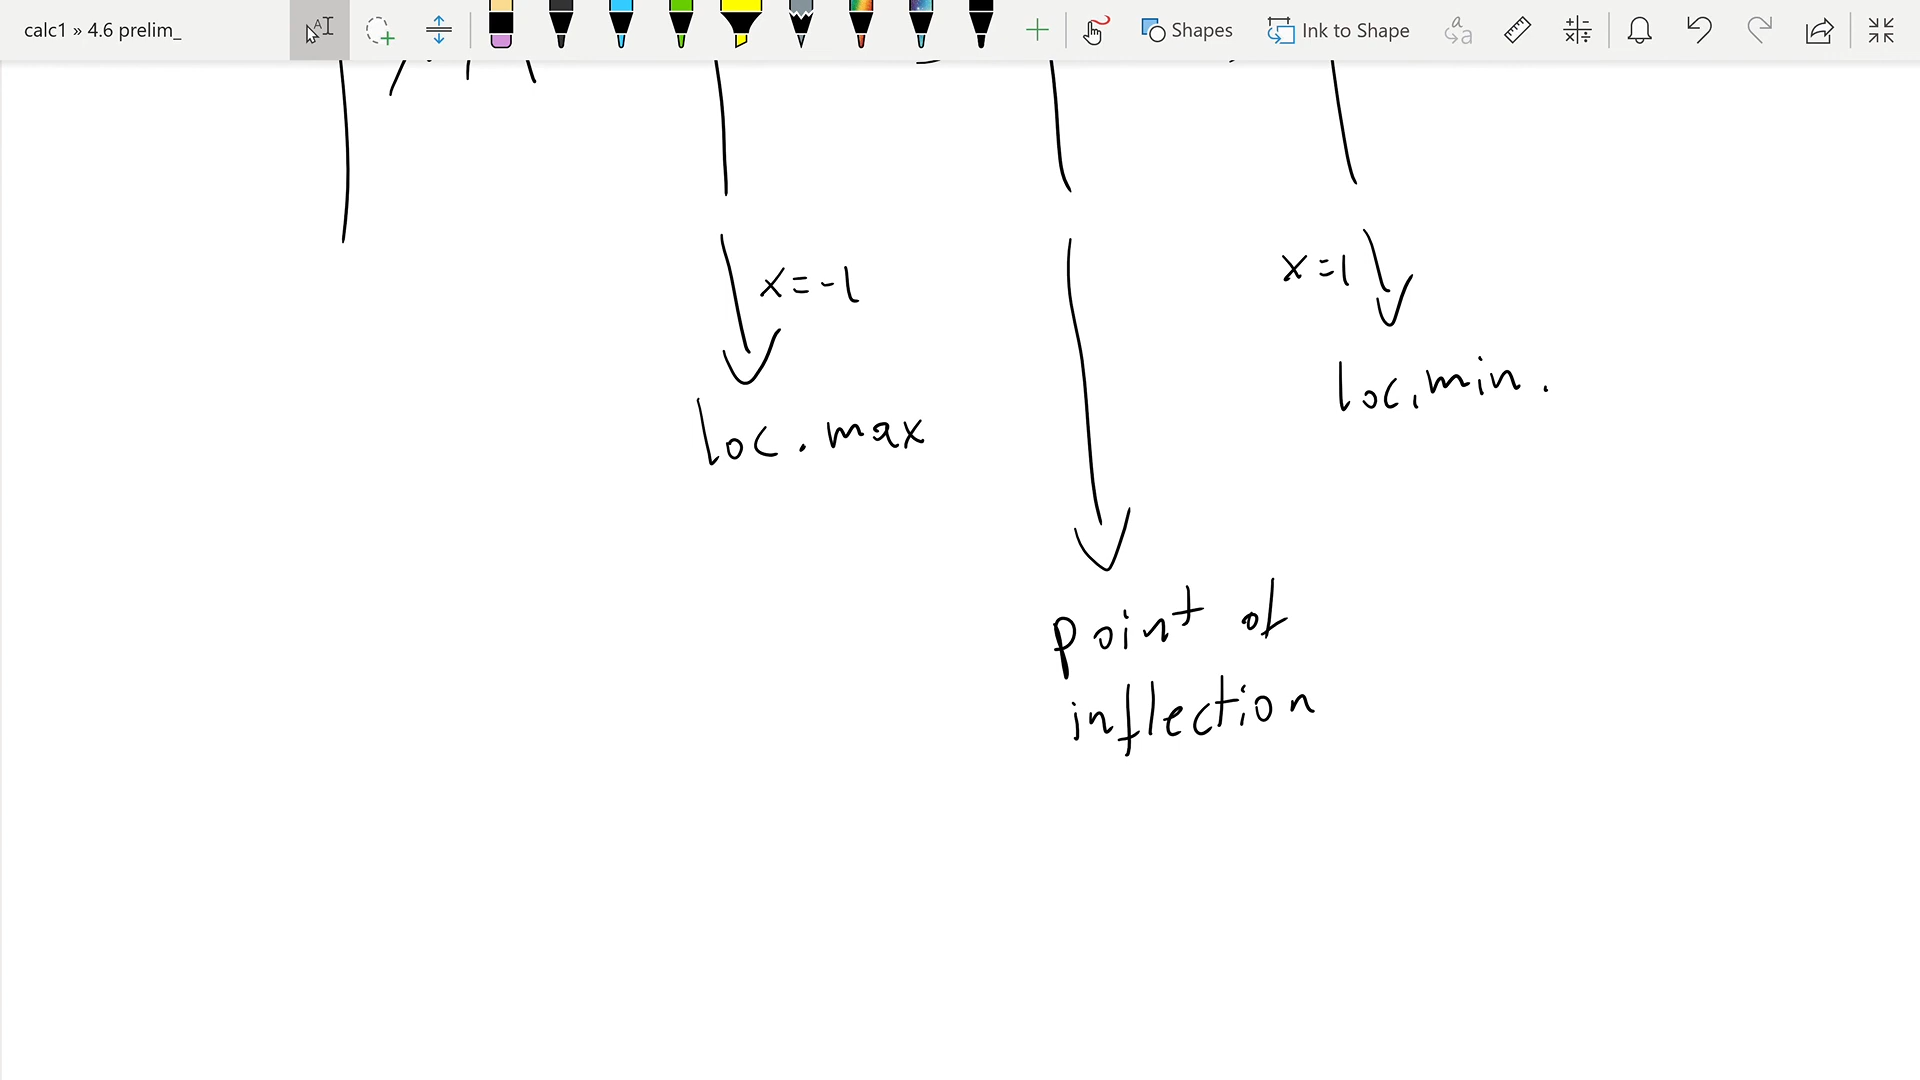 calc1 » 4.6 prelim_
Shapes
Ink to Shape
x=-1
x=1
loc. min.
loc. max
point of
inflection